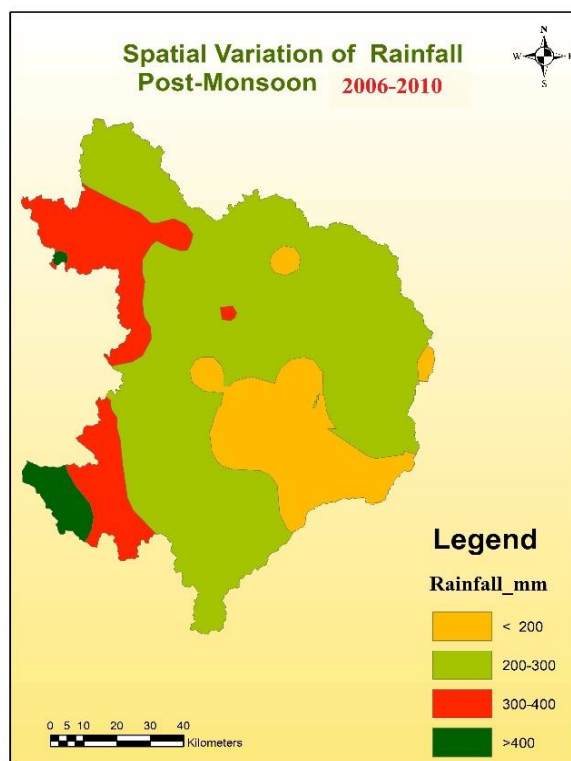 Spatial Variation of Rainfall
Post-Monsoon 2006-2010
N
W E
S
Legend
Rainfall_mm
< 200
200-300
300-400
>400
0 5 10 20 30 40
Kilometers